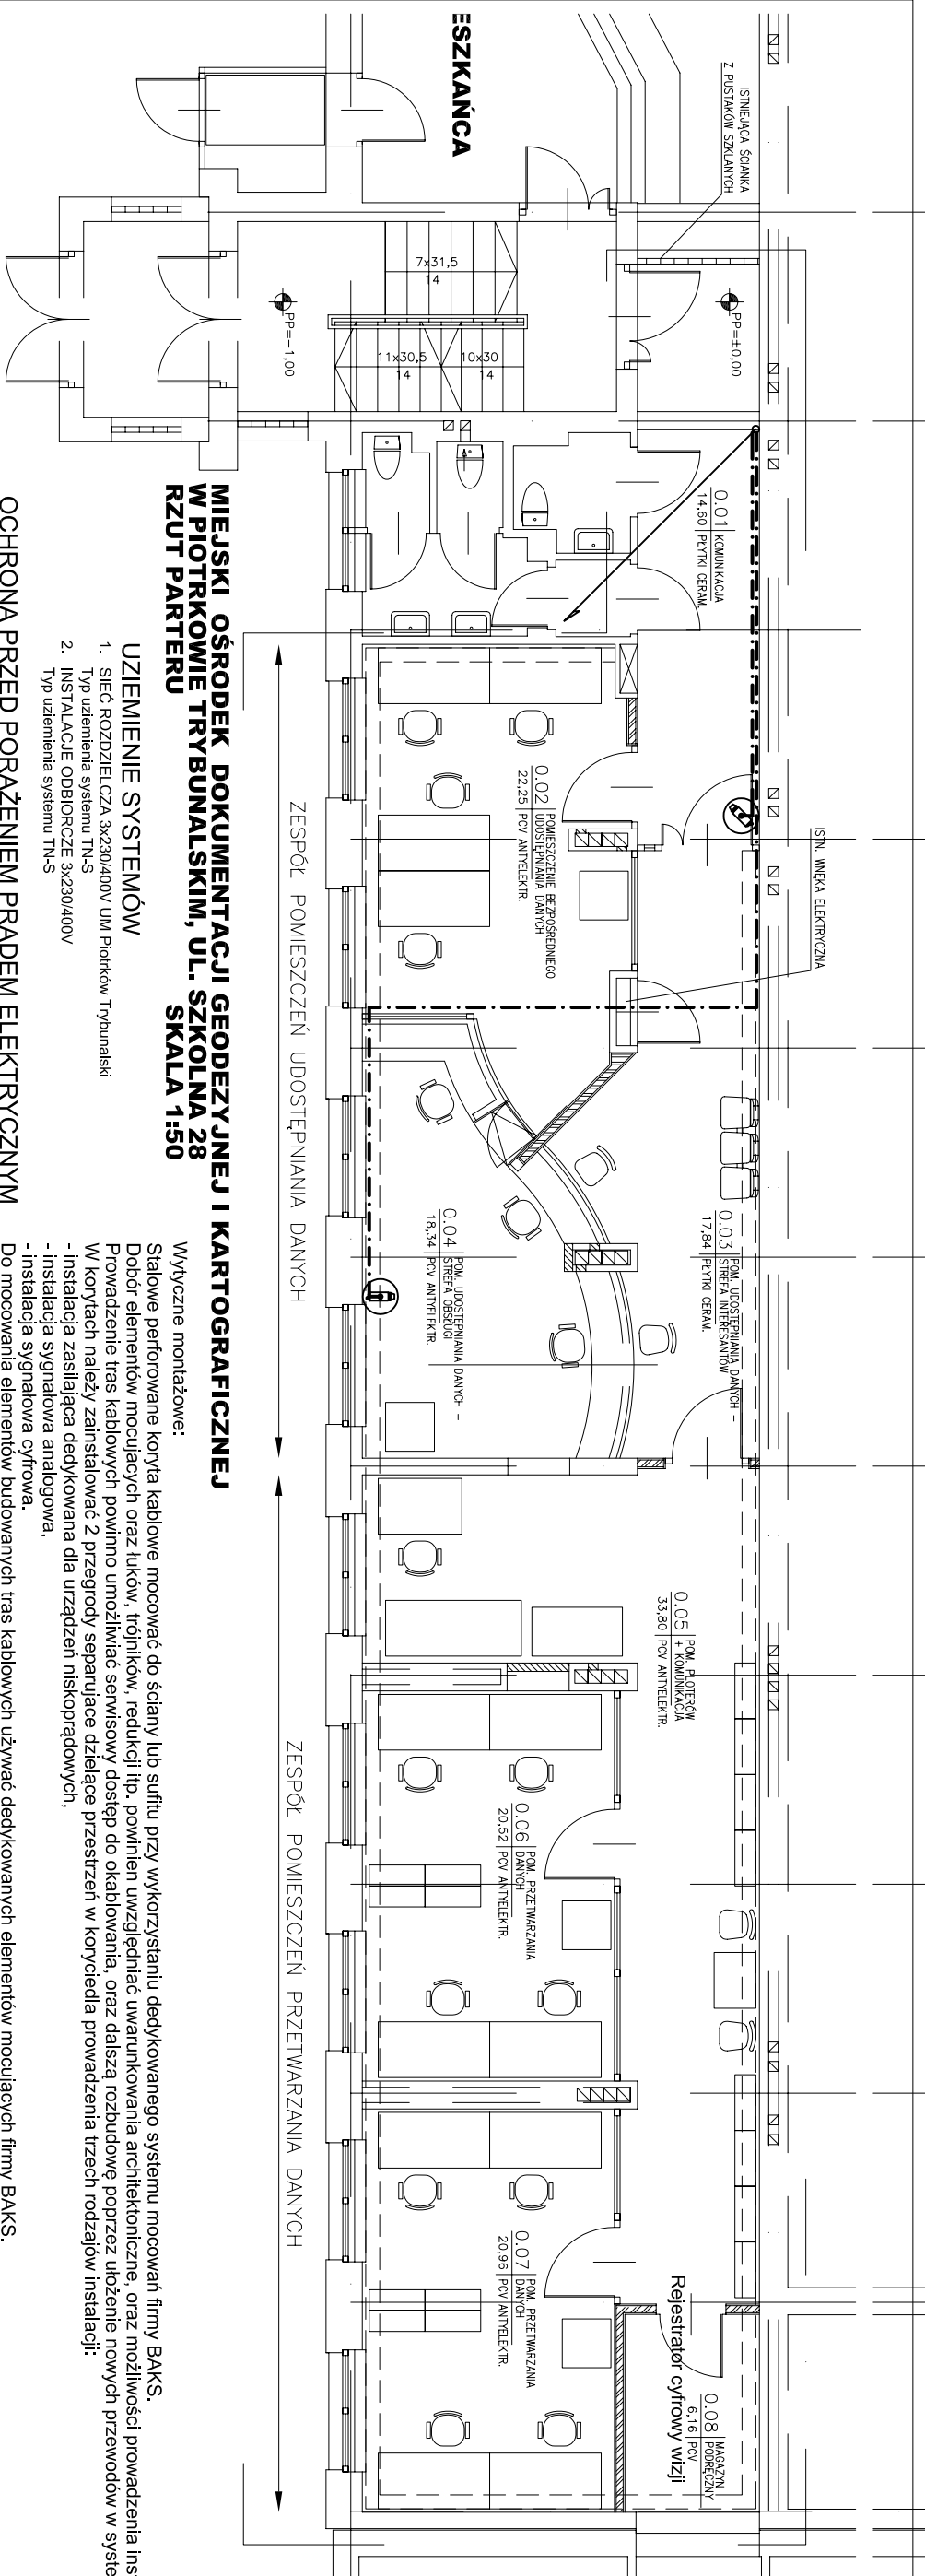 ESZKAŃCA
ISTNIEJĄCA ŚCIANKA
Z PUSTAKÓW SZKLANYCH
7x31,5
14
11x30,5
14
10x30
14
PP=-1,00
PP=±0,00
0.01 KOMUNIKACJA
14,60 PŁYTKI CERAM.
0.02 POMIESZCZENIE BEZPOŚREDNIEGO
UDOSTĘPNIANIA DANYCH
22,25 PCV ANTYELEKTR.
ISTN. WNĘKA ELEKTRYCZNA
0.03 POM. UDOSTĘPNIANIA DANYCH –
STREFA INTERESANTÓW
17,84 PŁYTKI CERAM.
0.04 POM. UDOSTĘPNIANIA DANYCH –
STREFA OBSŁUGI
18,34 PCV ANTYELEKTR.
0.05 POM. PLOTERÓW
+ KOMUNIKACJA
33,80 PCV ANTYELEKTR.
0.06 POM. PRZETWARZANIA
DANYCH
20,52 PCV ANTYELEKTR.
0.07 POM. PRZETWARZANIA
DANYCH
20,96 PCV ANTYELEKTR.
0.08 MAGAZYN
PODRĘCZNY
6,16 PCV
Rejestrator cyfrowy wizji
ZESPÓŁ POMIESZCZEŃ UDOSTĘPNIANIA DANYCH
ZESPÓŁ POMIESZCZEŃ PRZETWARZANIA DANYCH
MIEJSKI OŚRODEK DOKUMENTACJI GEODEZYJNEJ I KARTOGRAFICZNEJ
W PIOTRKOWIE TRYBUNALSKIM, UL. SZKOLNA 28
RZUT PARTERU SKALA 1:50
UZIEMIENIE SYSTEMÓW
1. SIEĆ ROZDZIELCZA 3x230/400V UM Piotrków Trybunalski
Typ uziemienia systemu TN-S
2. INSTALACJE ODBIORCZE 3x230/400V
Typ uziemienia systemu TN-S
OCHRONA PRZED PORAŻENIEM PRĄDEM ELEKTRYCZNYM
Wytyczne montażowe:
Stalowe perforowane koryta kablowe mocować do ściany lub sufitu przy wykorzystaniu dedykowanego systemu mocowań firmy BAKS.
Dobór elementów mocujących oraz łuków, trójników, redukcji itp. powinien uwzględniać uwarunkowania architektoniczne, oraz możliwości prowadzenia ins
Prowadzenie tras kablowych powinno umożliwiać serwisowy dostęp do okablowania, oraz dalszą rozbudowę poprzez ułożenie nowych przewodów w syste
W korytach należy zainstalować 2 przegrody separujące dzielące przestrzeń w koryciedla prowadzenia trzech rodzajów instalacji:
- instalacja zasilająca dedykowana dla urządzeń niskoprądowych,
- instalacja sygnałowa analogowa,
- instalacja sygnałowa cyfrowa.
Do mocowania elementów budowanych tras kablowych używać dedykowanych elementów mocujących firmy BAKS.